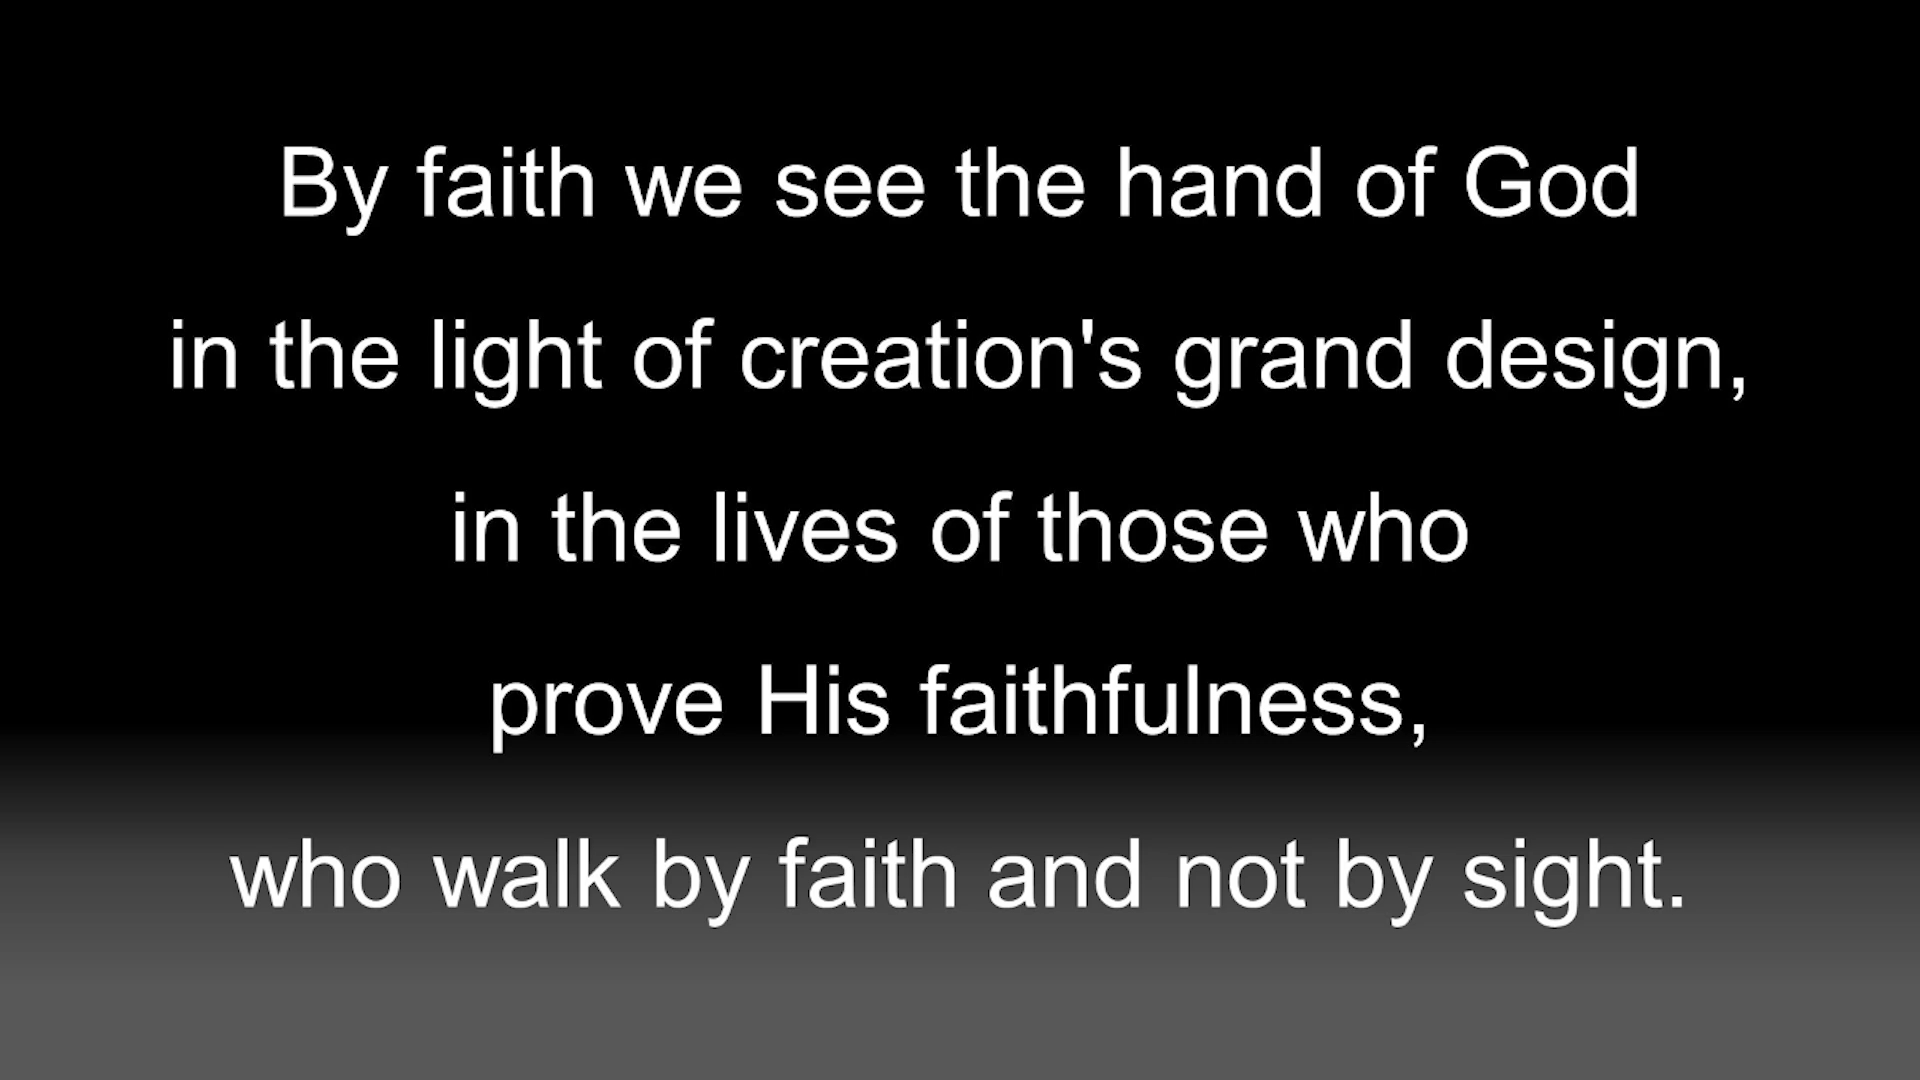 By faith we see the hand of God
in the light of creation's grand design,
in the lives of those who
prove His faithfulness,
who walk by faith and not by sight.